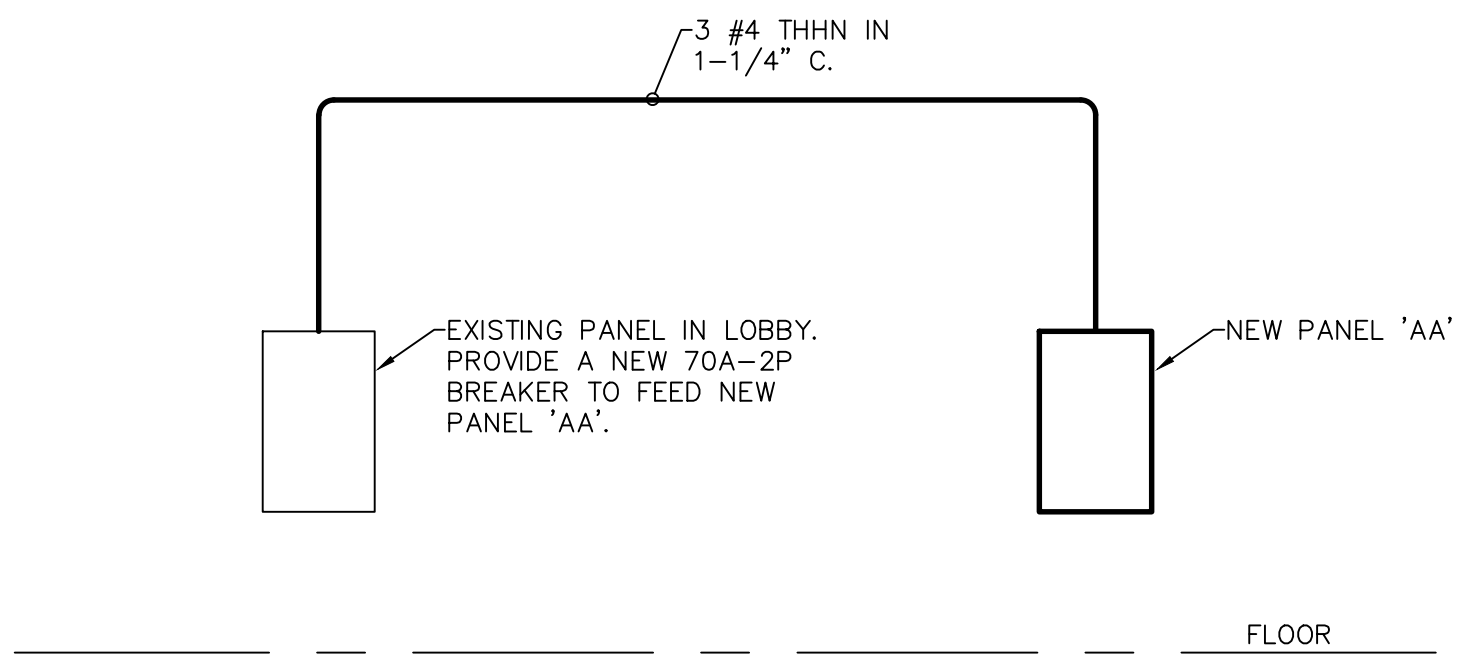 3 #4 THHN IN
1-1/4" C.
EXISTING PANEL IN LOBBY.
PROVIDE A NEW 70A-2P
BREAKER TO FEED NEW
PANEL 'AA'.
NEW PANEL 'AA'
FLOOR